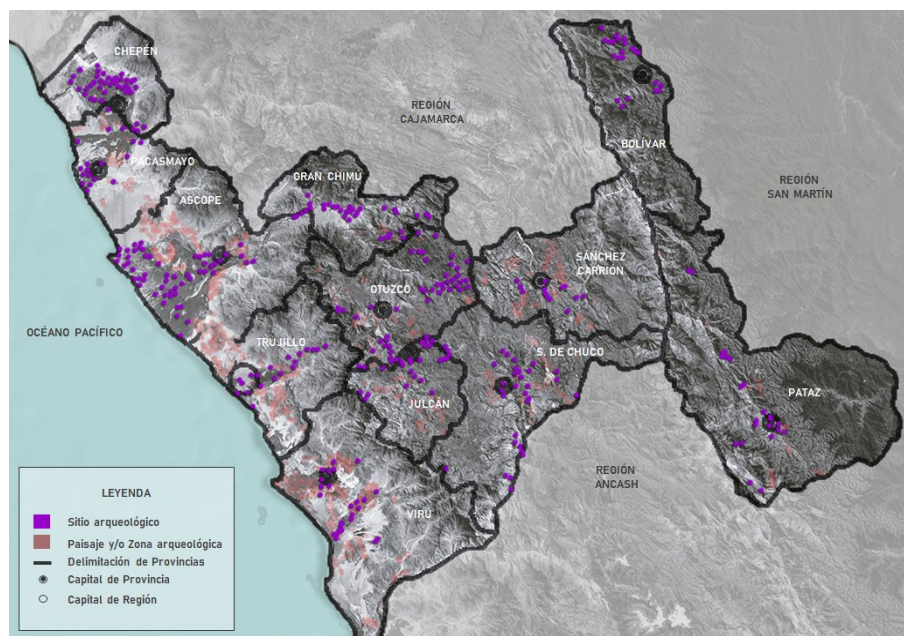 CHEPÉN
REGIÓN
CAJAMARCA
BOLÍVAR
PACASMAYO
GRAN CHIMÚ
REGIÓN
SAN MARTÍN
ASCOPE
SÁNCHEZ
CARRIÓN
OTUZCO
OCÉANO PACÍFICO
TRUJILLO
S. DE CHUCO
PATAZ
JULCÁN
REGIÓN
ANCASH
VIRÚ
LEYENDA
Sitio arqueológico
Paisaje y/o Zona arqueológica
Delimitación de Provincias
Capital de Provincia
Capital de Región